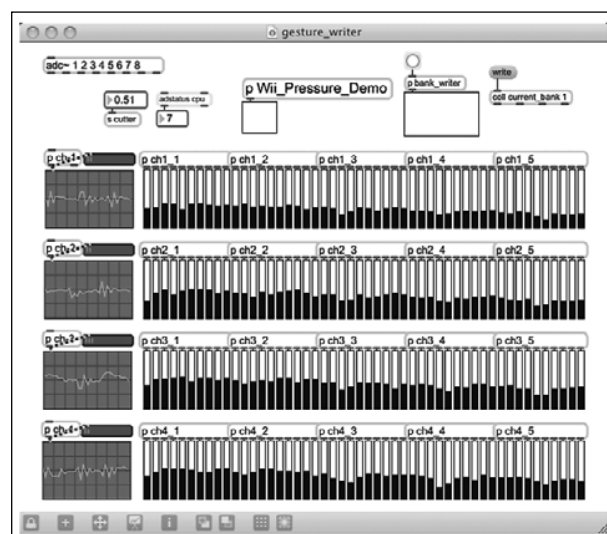 gesture_writer
adc~ 1 2 3 4 5 6 7 8
write
0.51
adstatus cpu
p Wii_Pressure_Demo
p bank_writer
coll current_bank 1
s cutter
7
p ch1_1 p ch1_2 p ch1_3 p ch1_4 p ch1_5
p ch2_1 p ch2_2 p ch2_3 p ch2_4 p ch2_5
p ch3_1 p ch3_2 p ch3_3 p ch3_4 p ch3_5
p ch4_1 p ch4_2 p ch4_3 p ch4_4 p ch4_5